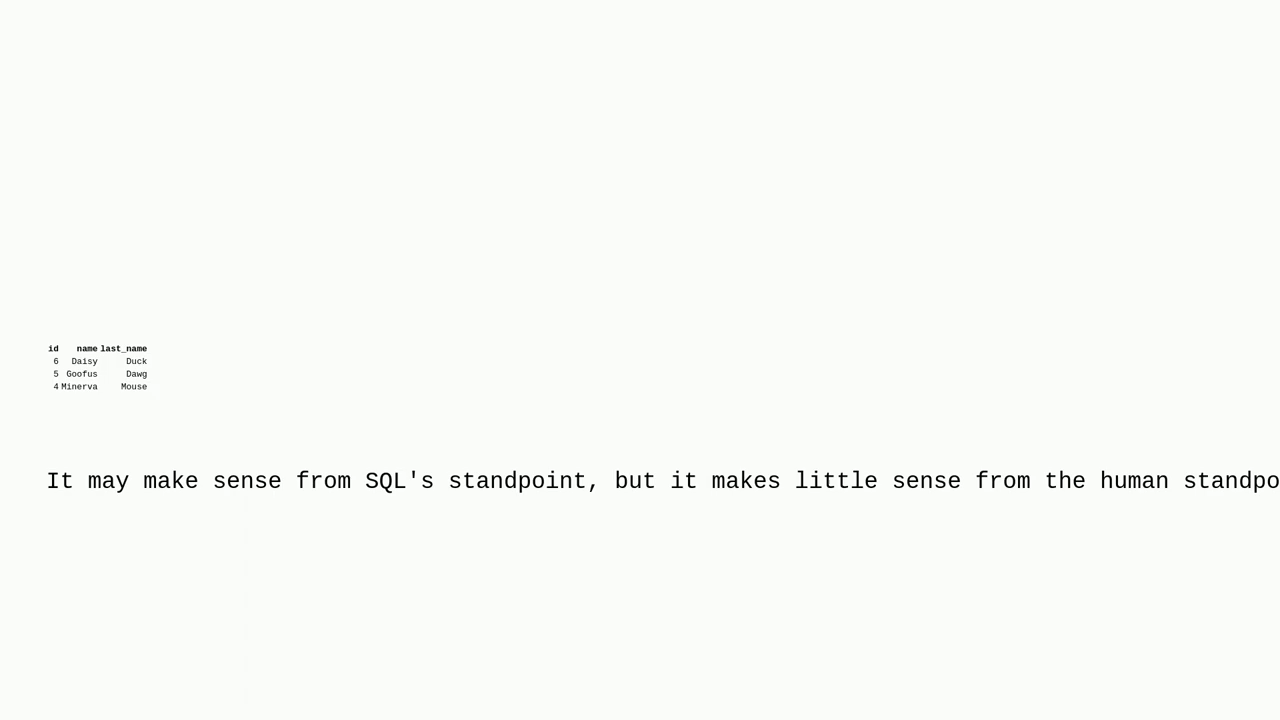 id name last_name
6 Daisy Duck
5 Goofus Dawg
4 Minerva Mouse
It may make sense from SQL's standpoint, but it makes little sense from the human standpo